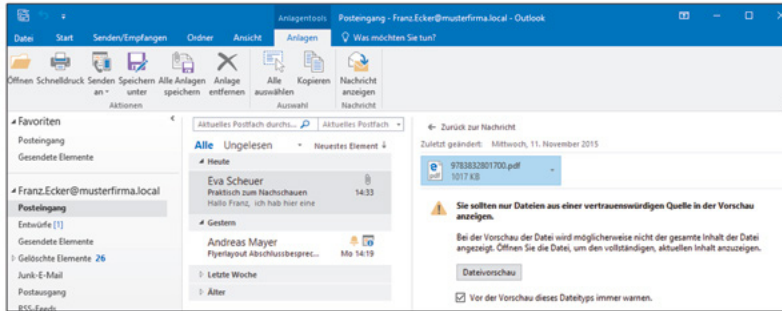 Anlagentools Posteingang - Franz.Ecker@musterfirma.local - Outlook
Datei Start Senden/Empfangen Ordner Ansicht Anlagen Was möchten Sie tun?
Öffnen Schnelldruck Senden an Speichern unter Alle Anlagen speichern Anlage entfernen Alle auswählen Kopieren Nachricht anzeigen
Aktionen Auswahl Nachricht
Favoriten
Posteingang
Gesendete Elemente
Franz.Ecker@musterfirma.local
Posteingang
Entwürfe [1]
Gesendete Elemente
Gelöschte Elemente 26
Junk-E-Mail
Postausgang
RSS-Feeds
Aktuelles Postfach durchs... Aktuelles Postfach
Alle Ungelesen Neuestes Element ↓
Heute
Eva Scheuer
Praktisch zum Nachschauen 14:33
Hallo Franz, ich hab hier eine
Gestern
Andreas Mayer
Flyerlayout Abschlussbesprec... Mo 14:19
Letzte Woche
Älter
← Zurück zur Nachricht
Zuletzt geändert: Mittwoch, 11. November 2015
9783832801700.pdf
pdf 1017 KB
Sie sollten nur Dateien aus einer vertrauenswürdigen Quelle in der Vorschau
anzeigen.
Bei der Vorschau der Datei wird möglicherweise nicht der gesamte Inhalt der Datei
angezeigt. Öffnen Sie die Datei, um den vollständigen, aktuellen Inhalt anzuzeigen.
Dateivorschau
Vor der Vorschau dieses Dateityps immer warnen.